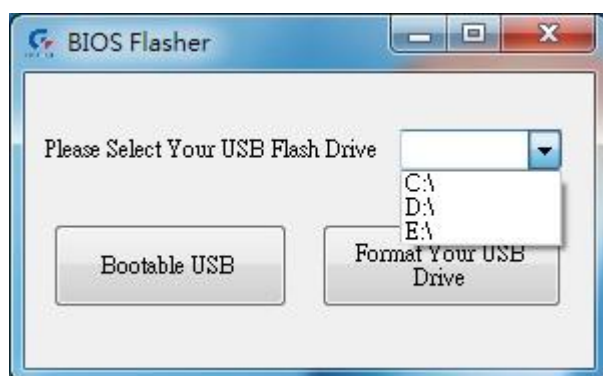 BIOS Flasher
Please Select Your USB Flash Drive
C:\
D:\
E:\
Bootable USB
Format Your USB
Drive